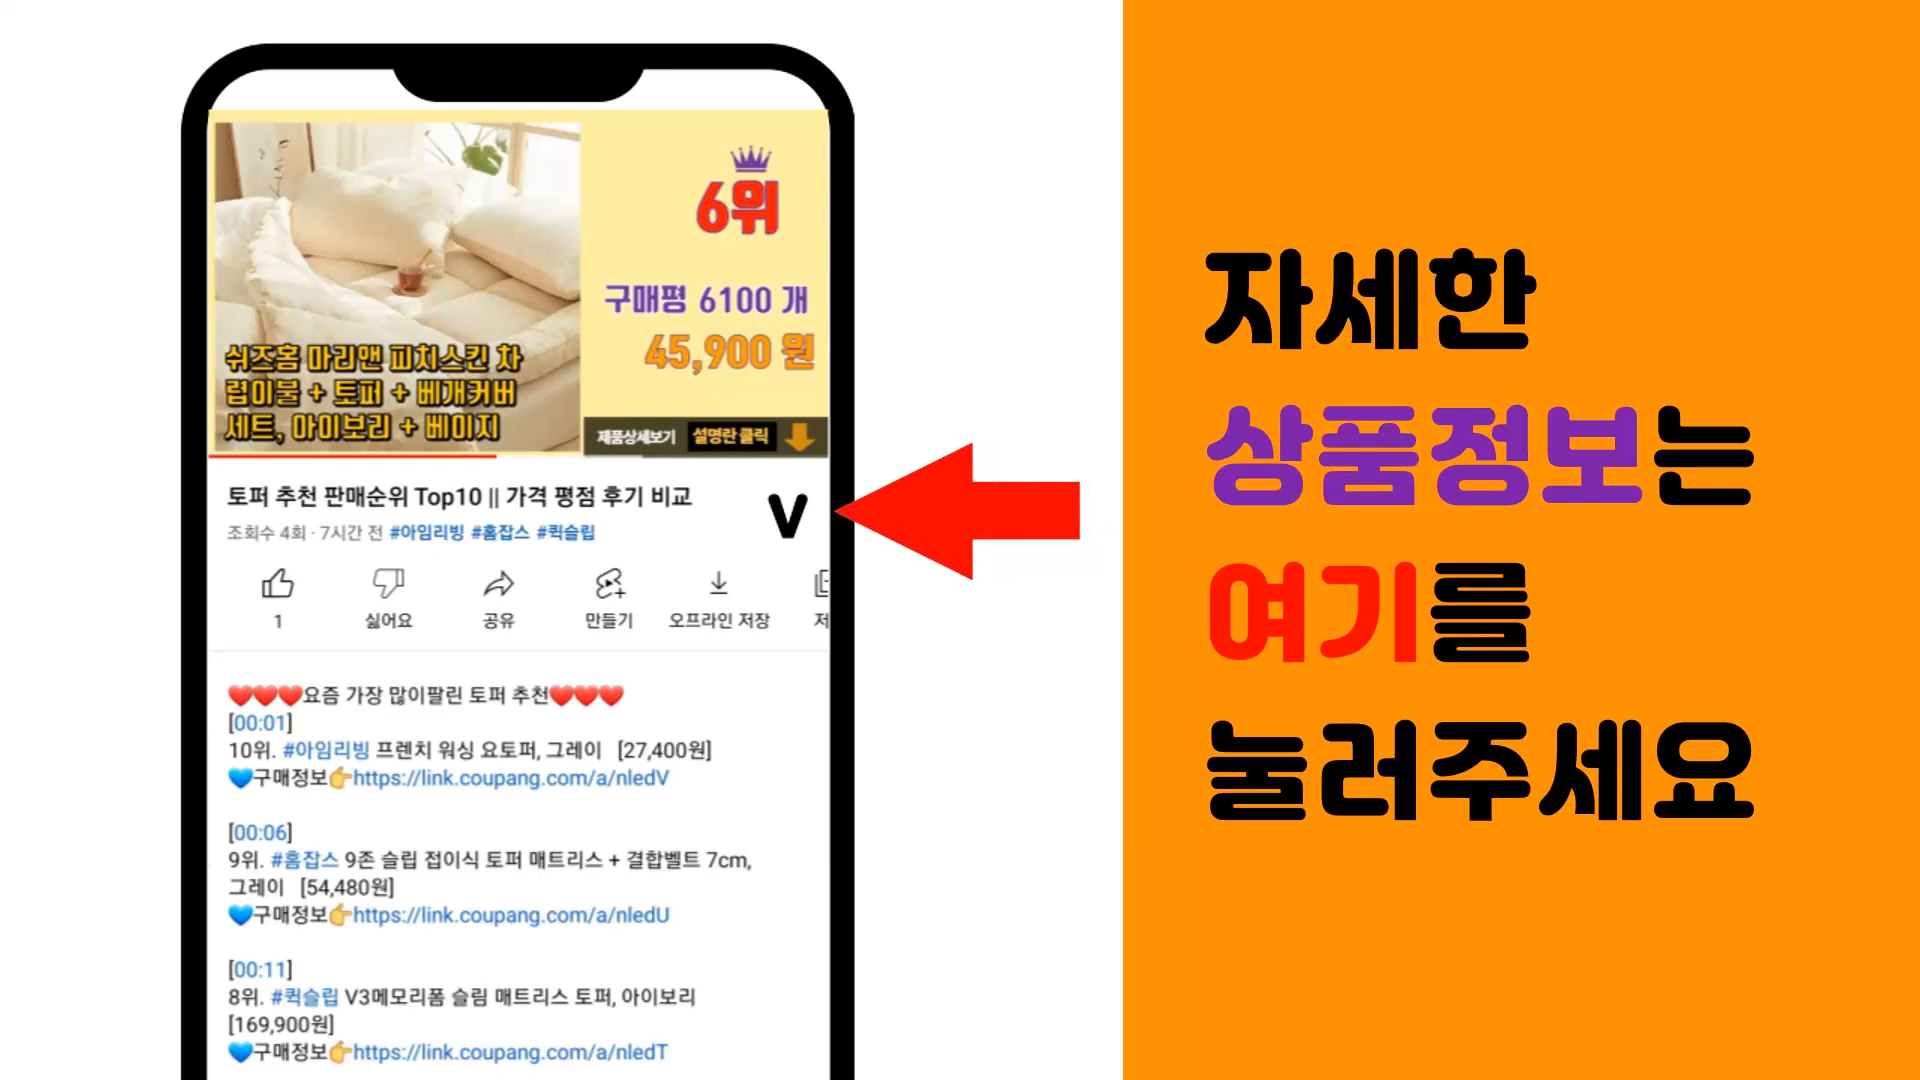 6위
구매평 6100 개
45,900 원
쉬즈홈 마리앤 피치스킨 차
렵이불 + 토퍼 + 베개커버
세트, 아이보리 + 베이지
제품상세보기 설명란 클릭
토퍼 추천 판매순위 Top10 || 가격 평점 후기 비교
V
조회수 4회 · 7시간 전 #아임리빙 #홈잡스 #퀵슬립
1 싫어요 공유 만들기 오프라인 저장 저
❤️❤️❤️요즘 가장 많이팔린 토퍼 추천❤️❤️❤️
[00:01]
10위. #아임리빙 프렌치 워싱 요토퍼, 그레이 [27,400원]
💙구매정보👉https://link.coupang.com/a/nledV
[00:06]
9위. #홈잡스 9존 슬립 접이식 토퍼 매트리스 + 결합벨트 7cm,
그레이 [54,480원]
💙구매정보👉https://link.coupang.com/a/nledU
[00:11]
8위. #퀵슬립 V3메모리폼 슬림 매트리스 토퍼, 아이보리
[169,900원]
💙구매정보👉https://link.coupang.com/a/nledT
자세한
상품정보는
여기를
눌러주세요